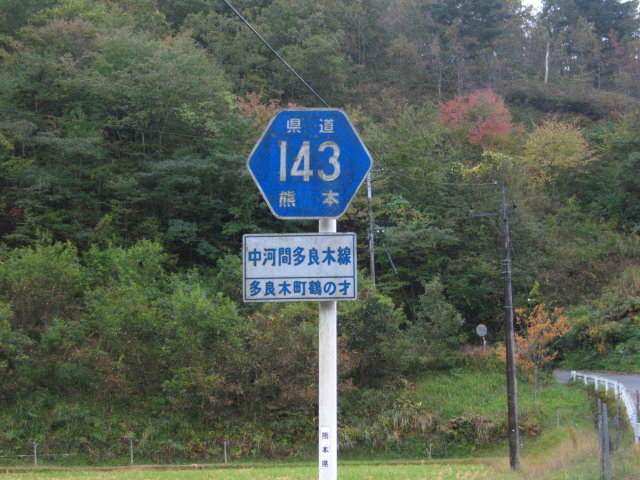 県道
143
熊本
中河間多良木線
多良木町鶴の才
熊本県